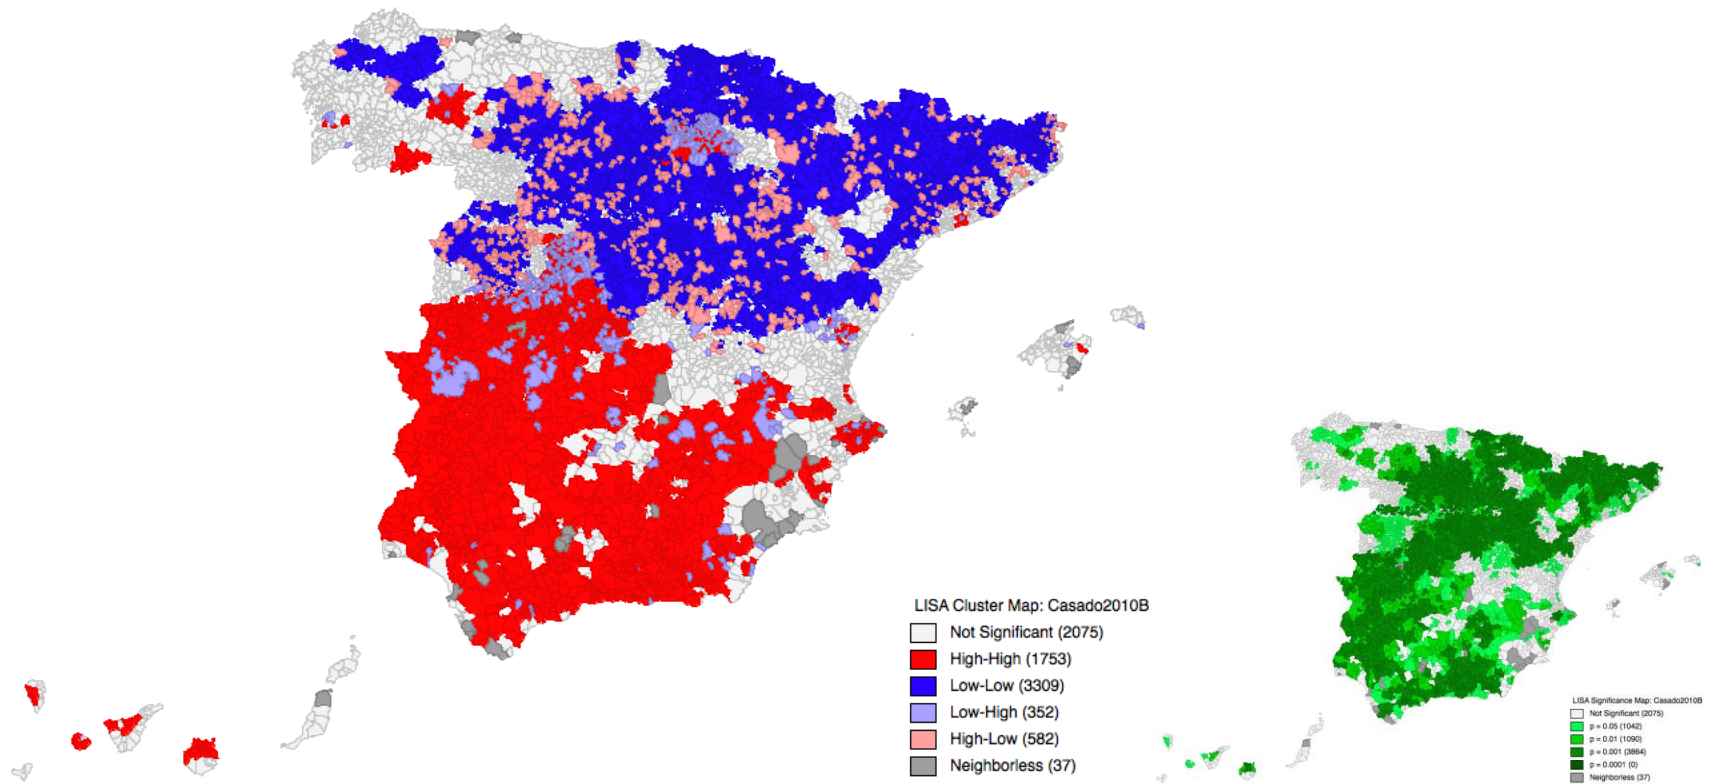 LISA Cluster Map: Casado2010B
Not Significant (2075)
High-High (1753)
Low-Low (3309)
Low-High (352)
High-Low (582)
Neighborless (37)
LISA Significance Map: Casado2010B
Not Significant (2075)
p = 0.05 (1042)
p = 0.01 (1090)
p = 0.001 (3864)
p = 0.0001 (0)
Neighborless (37)